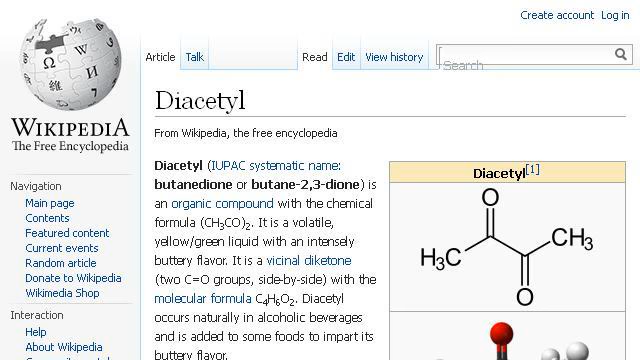 Create account Log in
Article Talk Read Edit View history Search
WIKIPEDIA
The Free Encyclopedia
Diacetyl
From Wikipedia, the free encyclopedia
Navigation
Main page
Contents
Featured content
Current events
Random article
Donate to Wikipedia
Wikimedia Shop
Interaction
Help
About Wikipedia
Diacetyl (IUPAC systematic name:
butanedione or butane-2,3-dione) is
an organic compound with the chemical
formula (CH₃CO)₂. It is a volatile,
yellow/green liquid with an intensely
buttery flavor. It is a vicinal diketone
(two C=O groups, side-by-side) with the
molecular formula C₄H₆O₂. Diacetyl
occurs naturally in alcoholic beverages
and is added to some foods to impart its
buttery flavor.
Diacetyl[1]
O
H₃C
CH₃
O